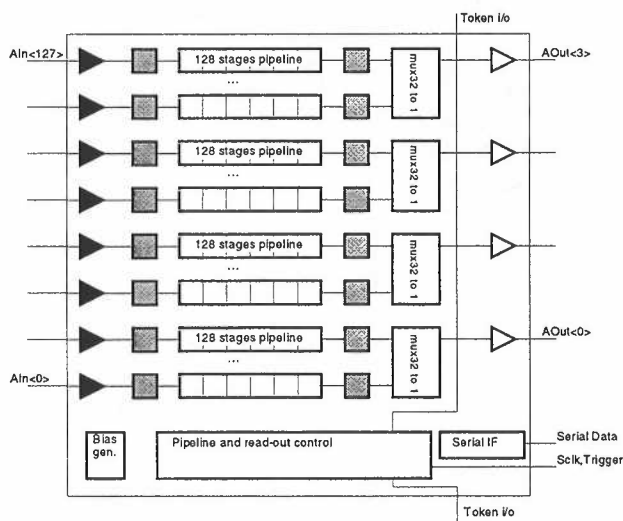 Token i/o
AIn<127>
128 stages pipeline
mux32 to 1
AOut<3>
...
128 stages pipeline
mux32 to 1
...
128 stages pipeline
mux32 to 1
...
128 stages pipeline
mux32 to 1
AOut<0>
...
AIn<0>
Bias
gen.
Pipeline and read-out control
Serial IF
Serial Data
Sclk,Trigger
Token i/o